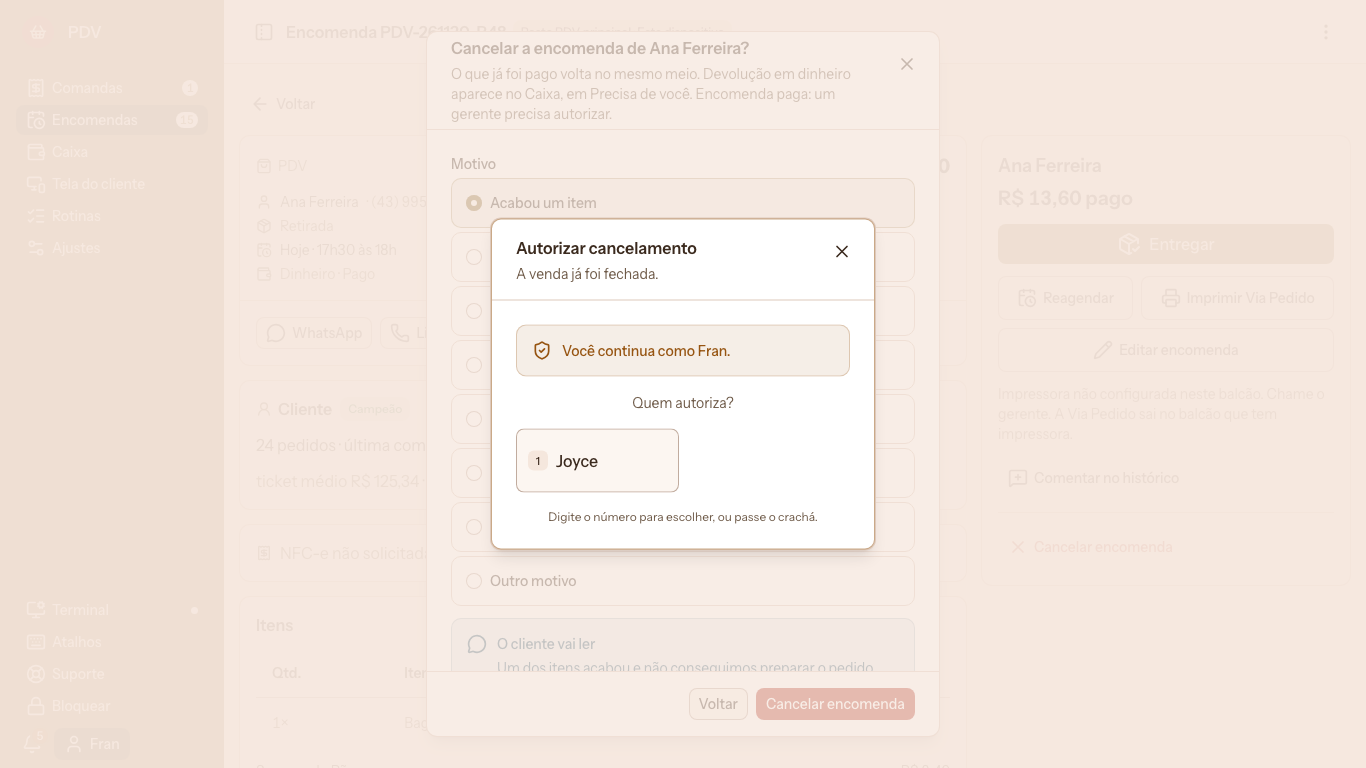 PDV
Comandas
Encomendas
15
Caixa
Tela do cliente
Rotinas
Ajustes
Terminal
Atalhos
Suporte
Bloquear
Fran
Encomenda PDV-261130-B48
Voltar
PDV
Ana Ferreira · (43) 995
Retirada
Hoje · 17h30 às 18h
Dinheiro · Pago
WhatsApp
Cliente
Campeão
24 pedidos · última com
ticket médio R$ 125,34 ·
NFC-e não solicitad
Itens
Qtd.
1×
Cancelar a encomenda de Ana Ferreira?
O que já foi pago volta no mesmo meio. Devolução em dinheiro
aparece no Caixa, em Precisa de você. Encomenda paga: um
gerente precisa autorizar.
Motivo
Acabou um item
Autorizar cancelamento
A venda já foi fechada.
Você continua como Fran.
Quem autoriza?
1 Joyce
Digite o número para escolher, ou passe o crachá.
Outro motivo
O cliente vai ler
Um dos itens acabou e não conseguimos preparar o pedido
Voltar
Cancelar encomenda
Ana Ferreira
R$ 13,60 pago
Entregar
Reagendar
Imprimir Via Pedido
Editar encomenda
Impressora não configurada neste balcão. Chame o
gerente. A Via Pedido sai no balcão que tem
impressora.
Comentar no histórico
Cancelar encomenda